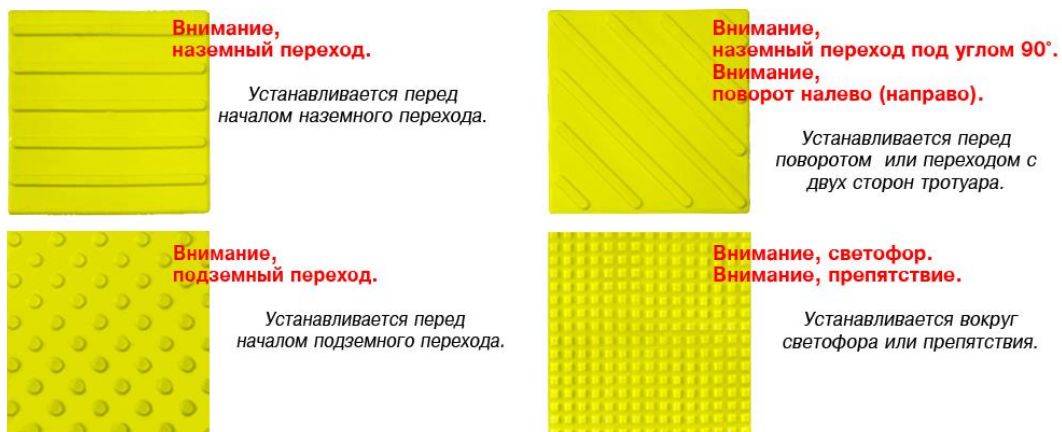 Внимание,
наземный переход.
Устанавливается перед
началом наземного перехода.
Внимание,
наземный переход под углом 90°.
Внимание,
поворот налево (направо).
Устанавливается перед
поворотом или переходом с
двух сторон тротуара.
Внимание,
подземный переход.
Устанавливается перед
началом подземного перехода.
Внимание, светофор.
Внимание, препятствие.
Устанавливается вокруг
светофора или препятствия.